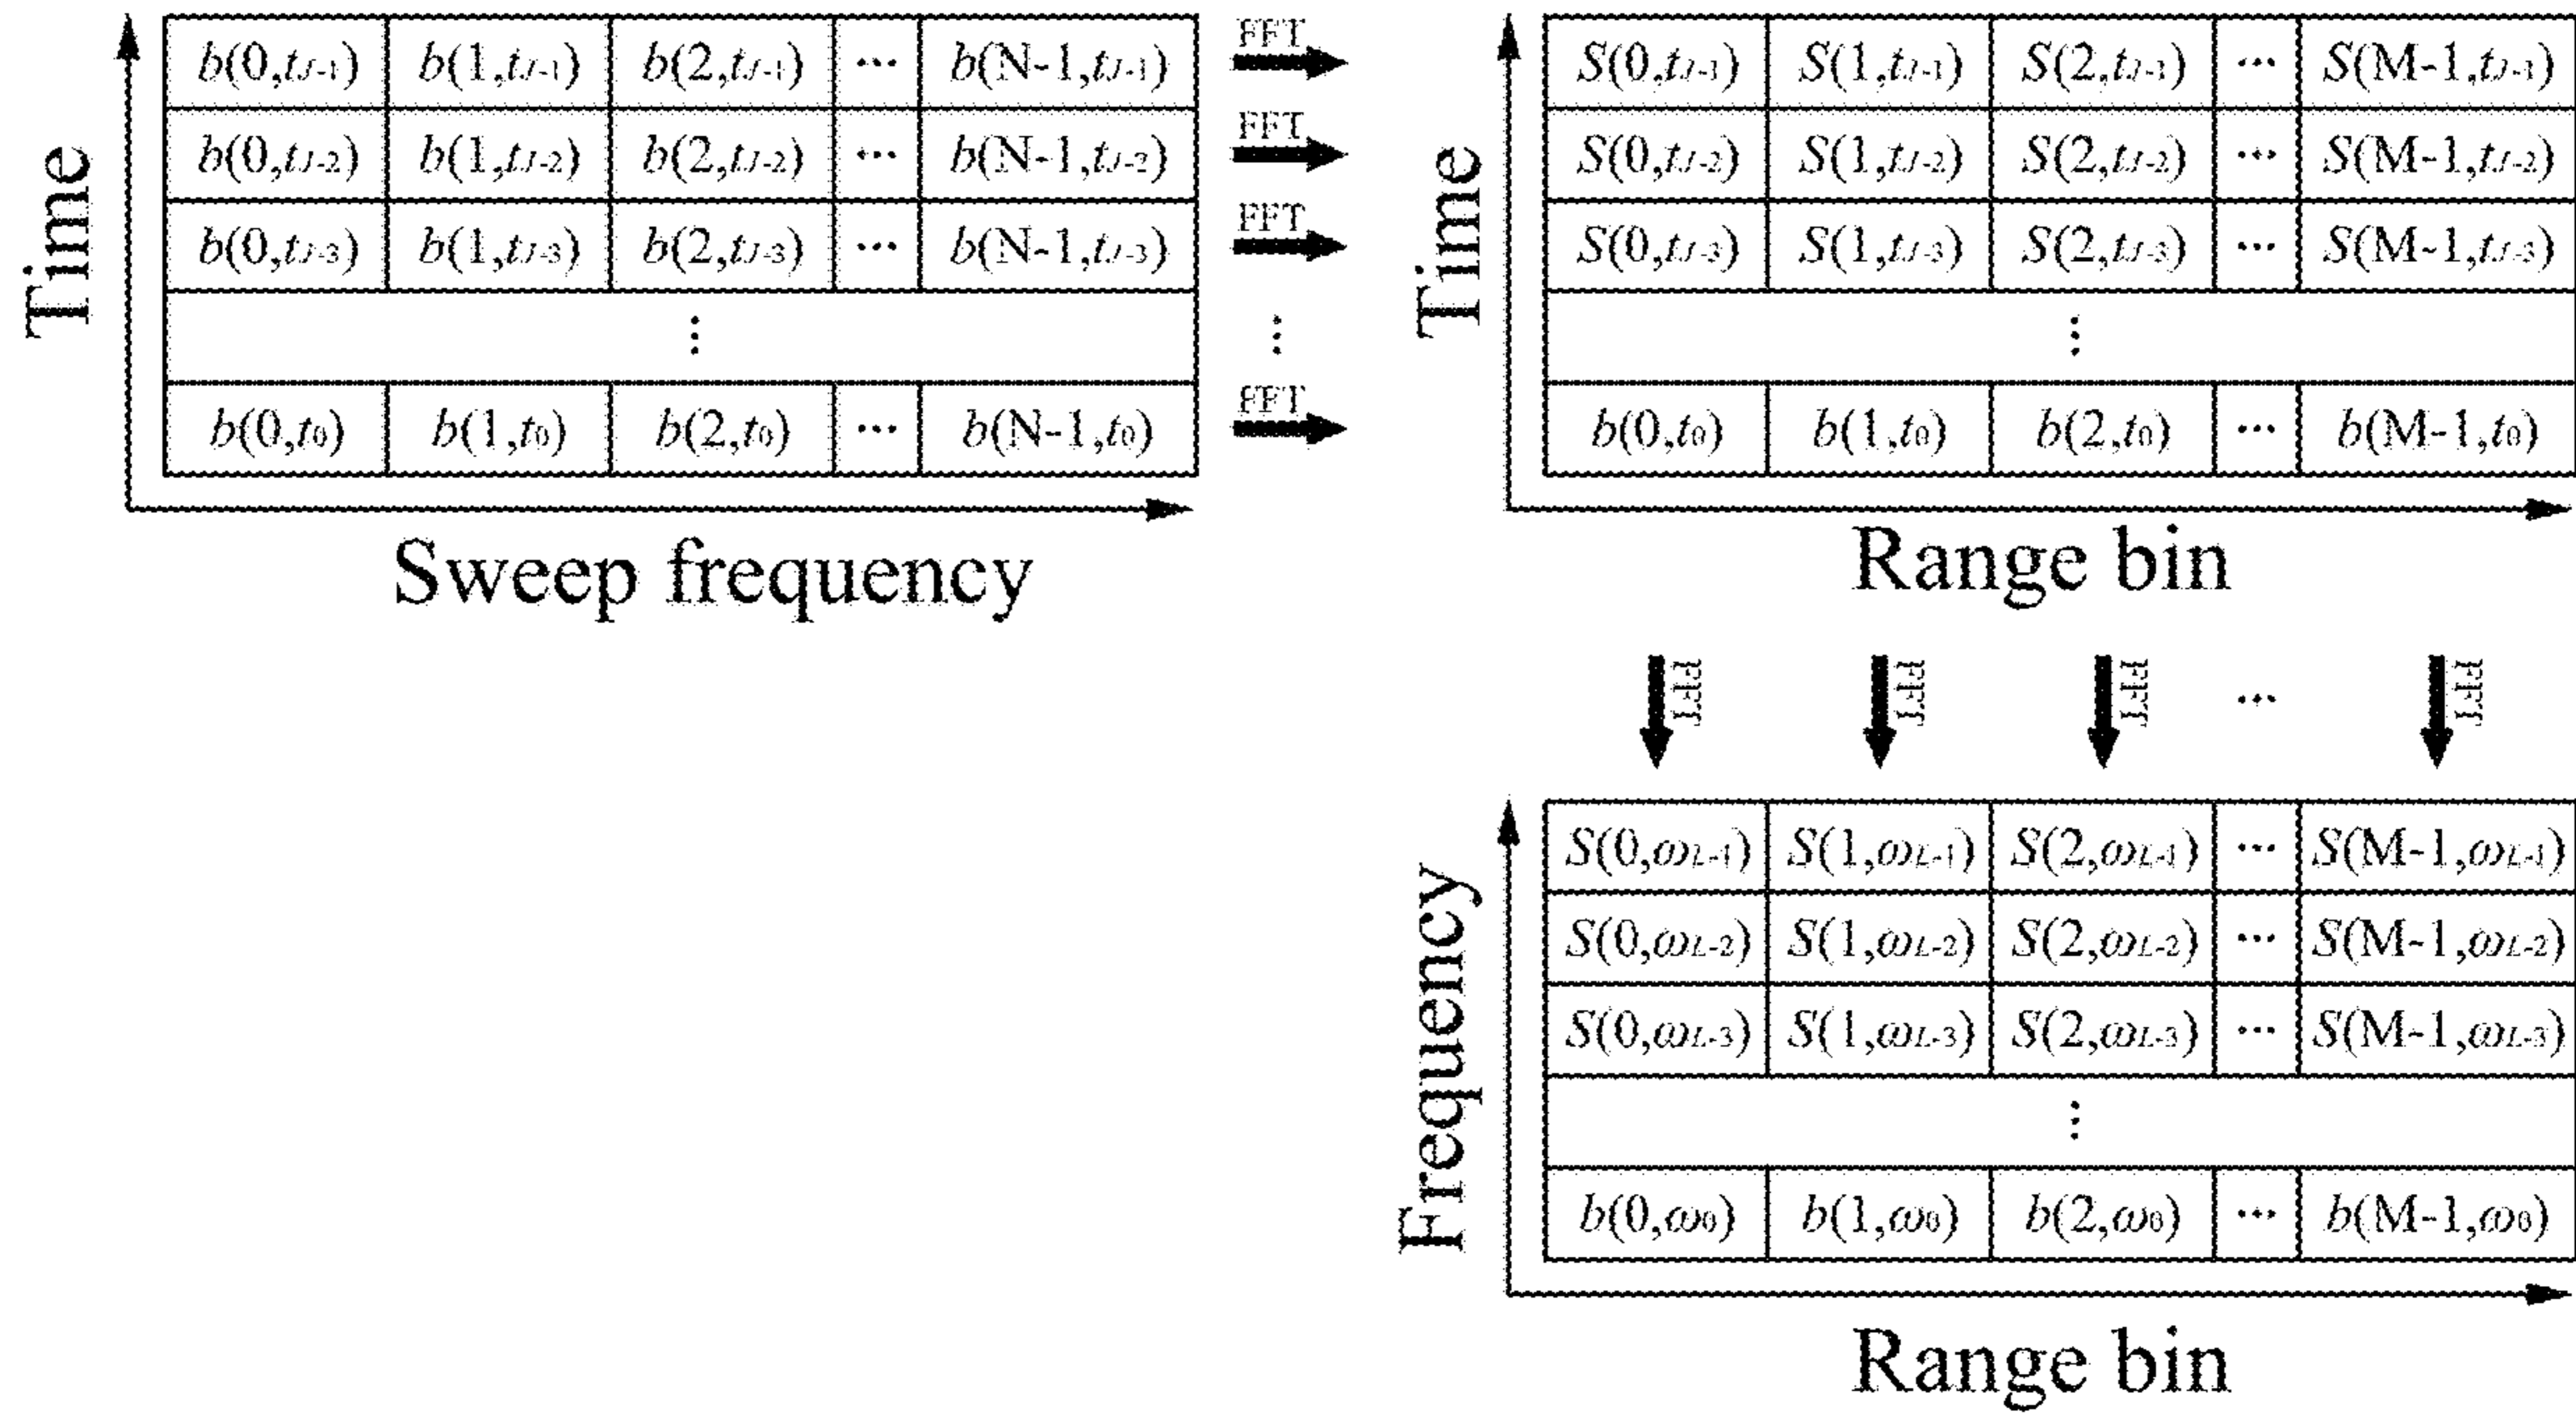 Time
b(0,tJ-1) b(1,tJ-1) b(2,tJ-1) ... b(N-1,tJ-1)
b(0,tJ-2) b(1,tJ-2) b(2,tJ-2) ... b(N-1,tJ-2)
b(0,tJ-3) b(1,tJ-3) b(2,tJ-3) ... b(N-1,tJ-3)
⋮
b(0,t0) b(1,t0) b(2,t0) ... b(N-1,t0)
Sweep frequency
FFT
FFT
FFT
⋮
FFT
Time
S(0,tJ-1) S(1,tJ-1) S(2,tJ-1) ... S(M-1,tJ-1)
S(0,tJ-2) S(1,tJ-2) S(2,tJ-2) ... S(M-1,tJ-2)
S(0,tJ-3) S(1,tJ-3) S(2,tJ-3) ... S(M-1,tJ-3)
⋮
b(0,t0) b(1,t0) b(2,t0) ... b(M-1,t0)
Range bin
FFT FFT FFT ... FFT
Frequency
S(0,ωL-1) S(1,ωL-1) S(2,ωL-1) ... S(M-1,ωL-1)
S(0,ωL-2) S(1,ωL-2) S(2,ωL-2) ... S(M-1,ωL-2)
S(0,ωL-3) S(1,ωL-3) S(2,ωL-3) ... S(M-1,ωL-3)
⋮
b(0,ω0) b(1,ω0) b(2,ω0) ... b(M-1,ω0)
Range bin